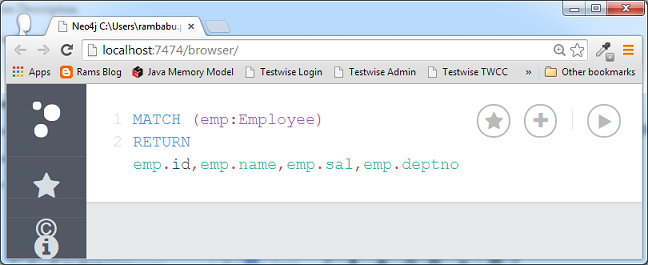 Neo4j C:\Users\rambabu.
localhost:7474/browser/
Apps Rams Blog Java Memory Model Testwise Login Testwise Admin Testwise TWCC » Other bookmarks
1 MATCH (emp:Employee)
2 RETURN
emp.id,emp.name,emp.sal,emp.deptno